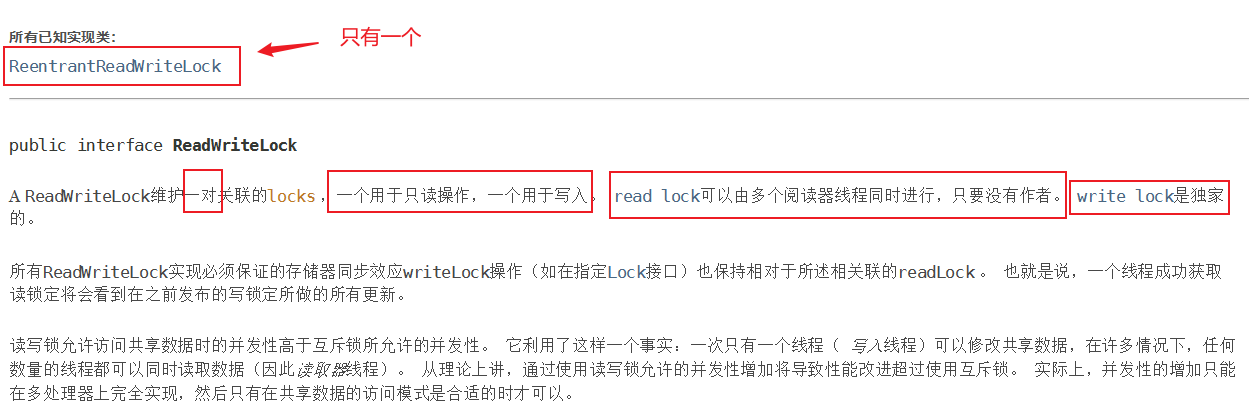 所有已知实现类：
只有一个
ReentrantReadWriteLock
public interface ReadWriteLock
A ReadWriteLock维护一对关联的locks ，一个用于只读操作，一个用于写入。 read lock可以由多个阅读器线程同时进行，只要没有作者。 write lock是独家
的。
所有ReadWriteLock实现必须保证的存储器同步效应writeLock操作（如在指定Lock接口）也保持相对于所述相关联的readLock 。 也就是说，一个线程成功获取
读锁定将会看到在之前发布的写锁定所做的所有更新。
读写锁允许访问共享数据时的并发性高于互斥锁所允许的并发性。 它利用了这样一个事实：一次只有一个线程（ 写入线程）可以修改共享数据，在许多情况下，任何
数量的线程都可以同时读取数据（因此读取器线程）。 从理论上讲，通过使用读写锁允许的并发性增加将导致性能改进超过使用互斥锁。 实际上，并发性的增加只能
在多处理器上完全实现，然后只有在共享数据的访问模式是合适的时才可以。